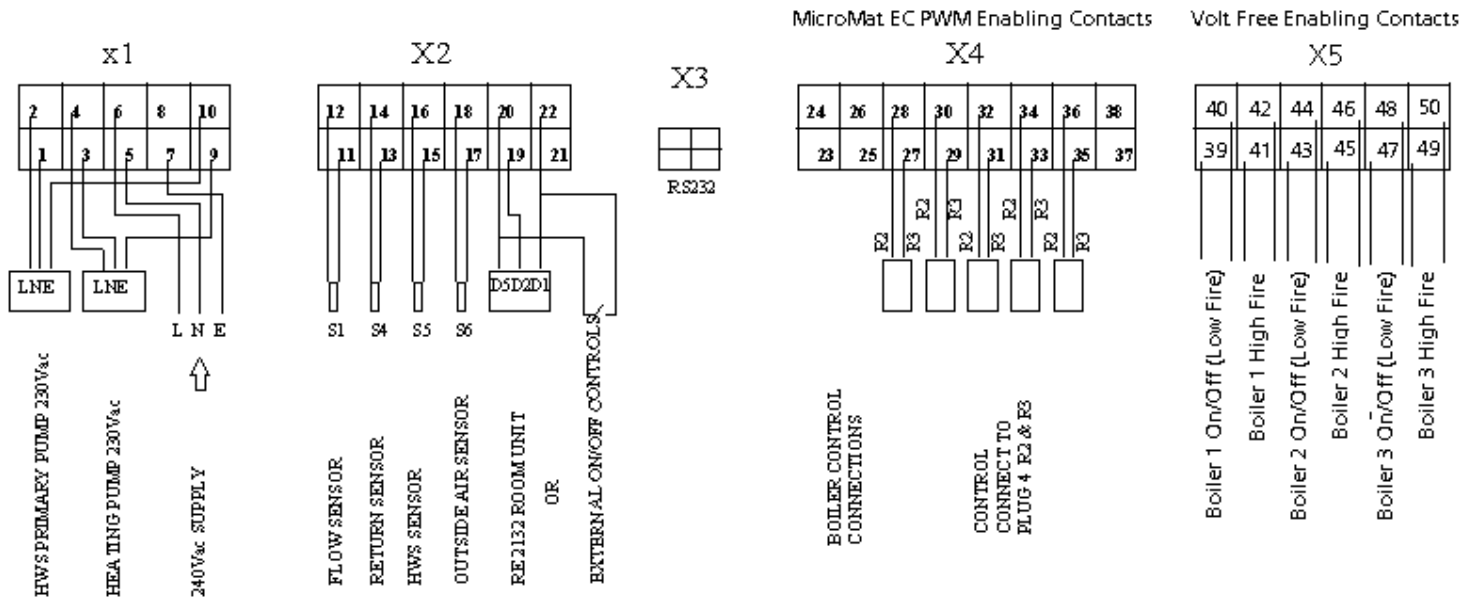 MicroMat EC PWM Enabling Contacts
Volt Free Enabling Contacts
x1
X2
X3
X4
X5
2 4 6 8 10
1 3 5 7 9
12 14 16 18 20 22
11 13 15 17 19 21
RS232
24 26 28 30 32 34 36 38
23 25 27 29 31 33 35 37
40 42 44 46 48 50
39 41 43 45 47 49
R2 R3 R2 R3
R2 R3 R2 R3 R2 R3
LNE
LNE
D5D2D1
L N E
S1
S4
S5
S6
HWS PRIMARY PUMP 230Vac
HEATING PUMP 230Vac
240Vac SUPPLY
FLOW SENSOR
RETURN SENSOR
HWS SENSOR
OUTSIDE AIR SENSOR
RE2132 ROOM UNIT
OR
EXTERNAL ON/OFF CONTROLS
BOILER CONTROL
CONNECTIONS
CONTROL
CONNECT TO
PLUG 4 R2 & R3
Boiler 1 On/Off (Low Fire)
Boiler 1 High Fire
Boiler 2 On/Off (Low Fire)
Boiler 2 High Fire
Boiler 3 On/Off (Low Fire)
Boiler 3 High Fire